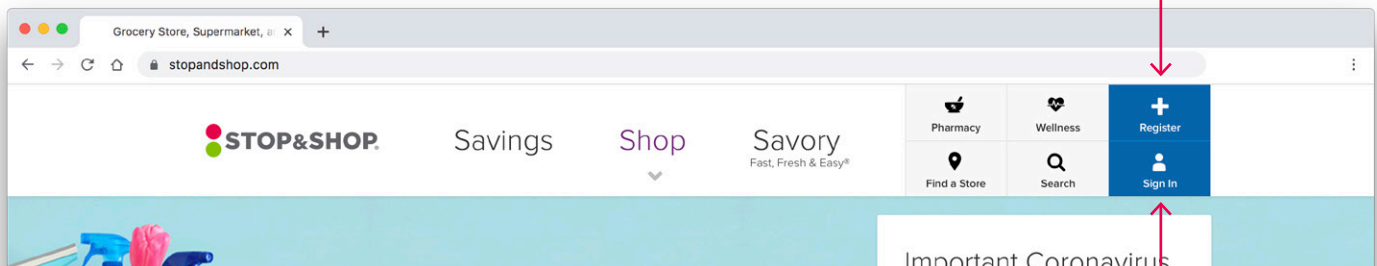 Grocery Store, Supermarket, a
stopandshop.com
STOP&SHOP.
Savings
Shop
Savory
Fast, Fresh & Easy®
Pharmacy
Wellness
Register
Find a Store
Search
Sign In
Important Coronavirus